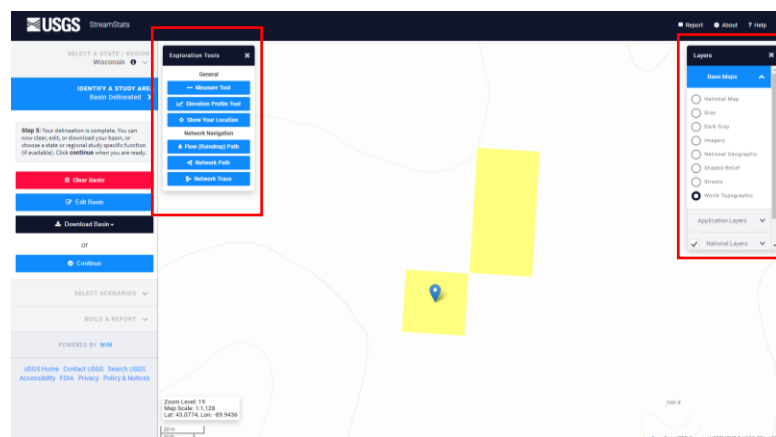 USGS StreamStats
Report About ? Help
SELECT A STATE / REGION
Wisconsin
IDENTIFY A STUDY AREA
Basin Delineated
Step 5: Your delineation is complete. You can
now clear, edit, or download your basin, or
choose a state or regional study specific function
(if available). Click continue when you are ready.
Clear Basin
Edit Basin
Download Basin
or
Continue
SELECT SCENARIOS
BUILD A REPORT
POWERED BY WIM
USGS Home Contact USGS Search USGS
Accessibility FOIA Privacy Policy & Notices
Exploration Tools
General
Measure Tool
Elevation Profile Tool
Show Your Location
Network Navigation
Flow (Raindrop) Path
Network Path
Network Trace
Layers
Base Maps
National Map
Gray
Dark Gray
Imagery
National Geographic
Shaded Relief
Streets
World Topographic
Application Layers
National Layers
Zoom Level: 19
Map Scale: 1:1,128
Lat: 43.0774, Lon: -89.9436
20 m